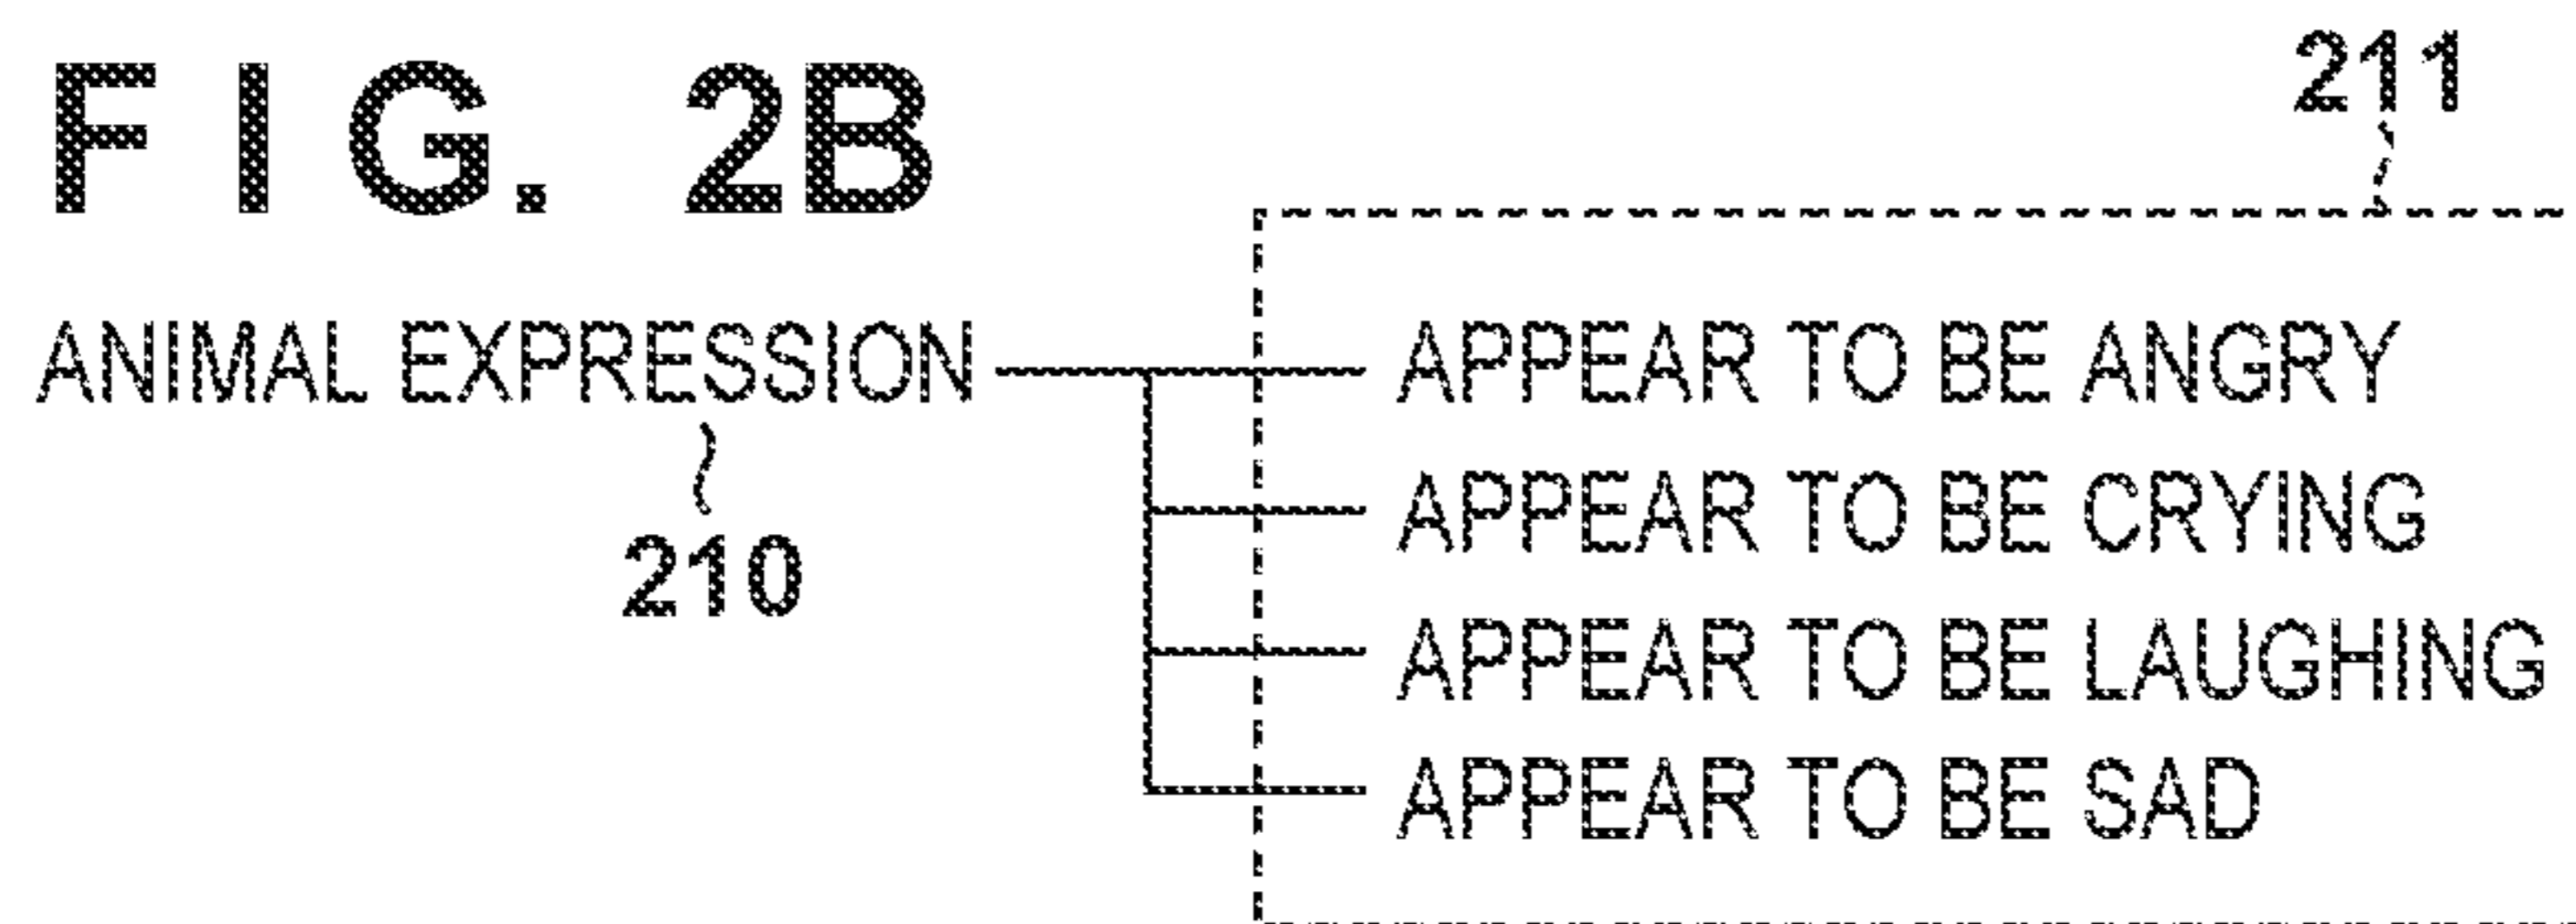 FIG. 2B
211
ANIMAL EXPRESSION
210
APPEAR TO BE ANGRY
APPEAR TO BE CRYING
APPEAR TO BE LAUGHING
APPEAR TO BE SAD